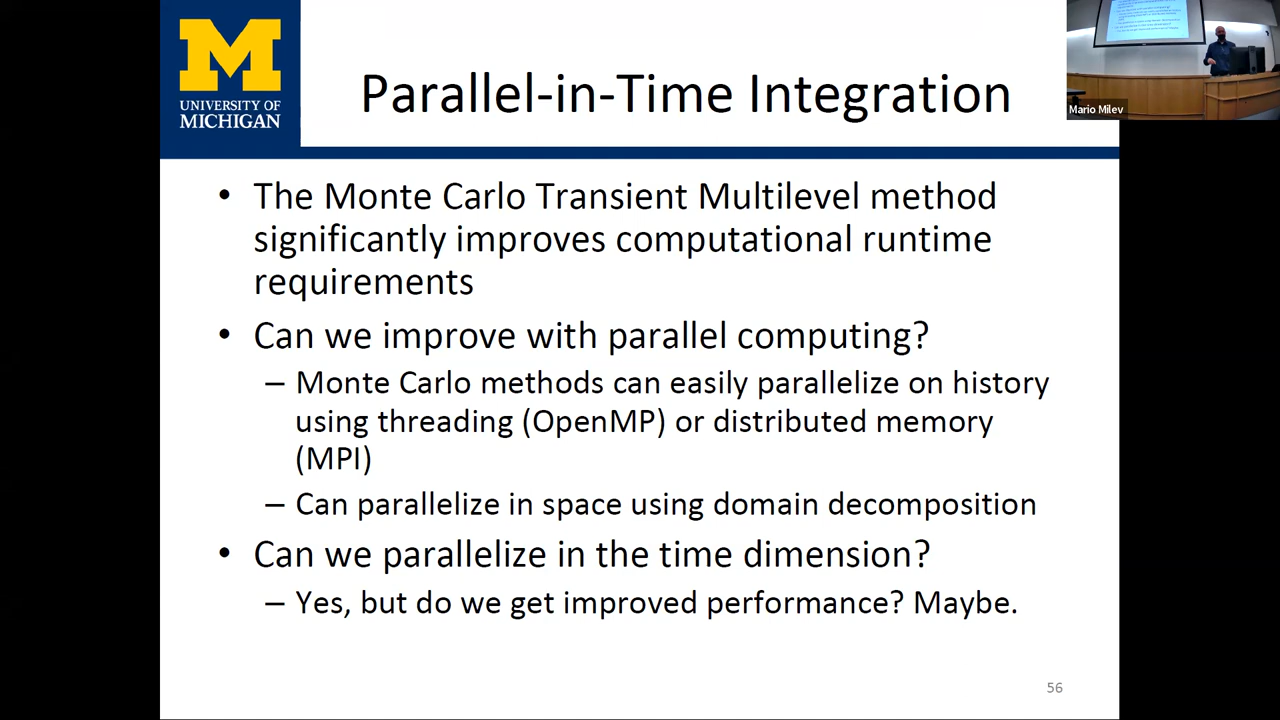 UNIVERSITY OF
MICHIGAN
Parallel-in-Time Integration
Mario Milev
• The Monte Carlo Transient Multilevel method
significantly improves computational runtime
requirements
• Can we improve with parallel computing?
– Monte Carlo methods can easily parallelize on history
using threading (OpenMP) or distributed memory
(MPI)
– Can parallelize in space using domain decomposition
• Can we parallelize in the time dimension?
– Yes, but do we get improved performance? Maybe.
56